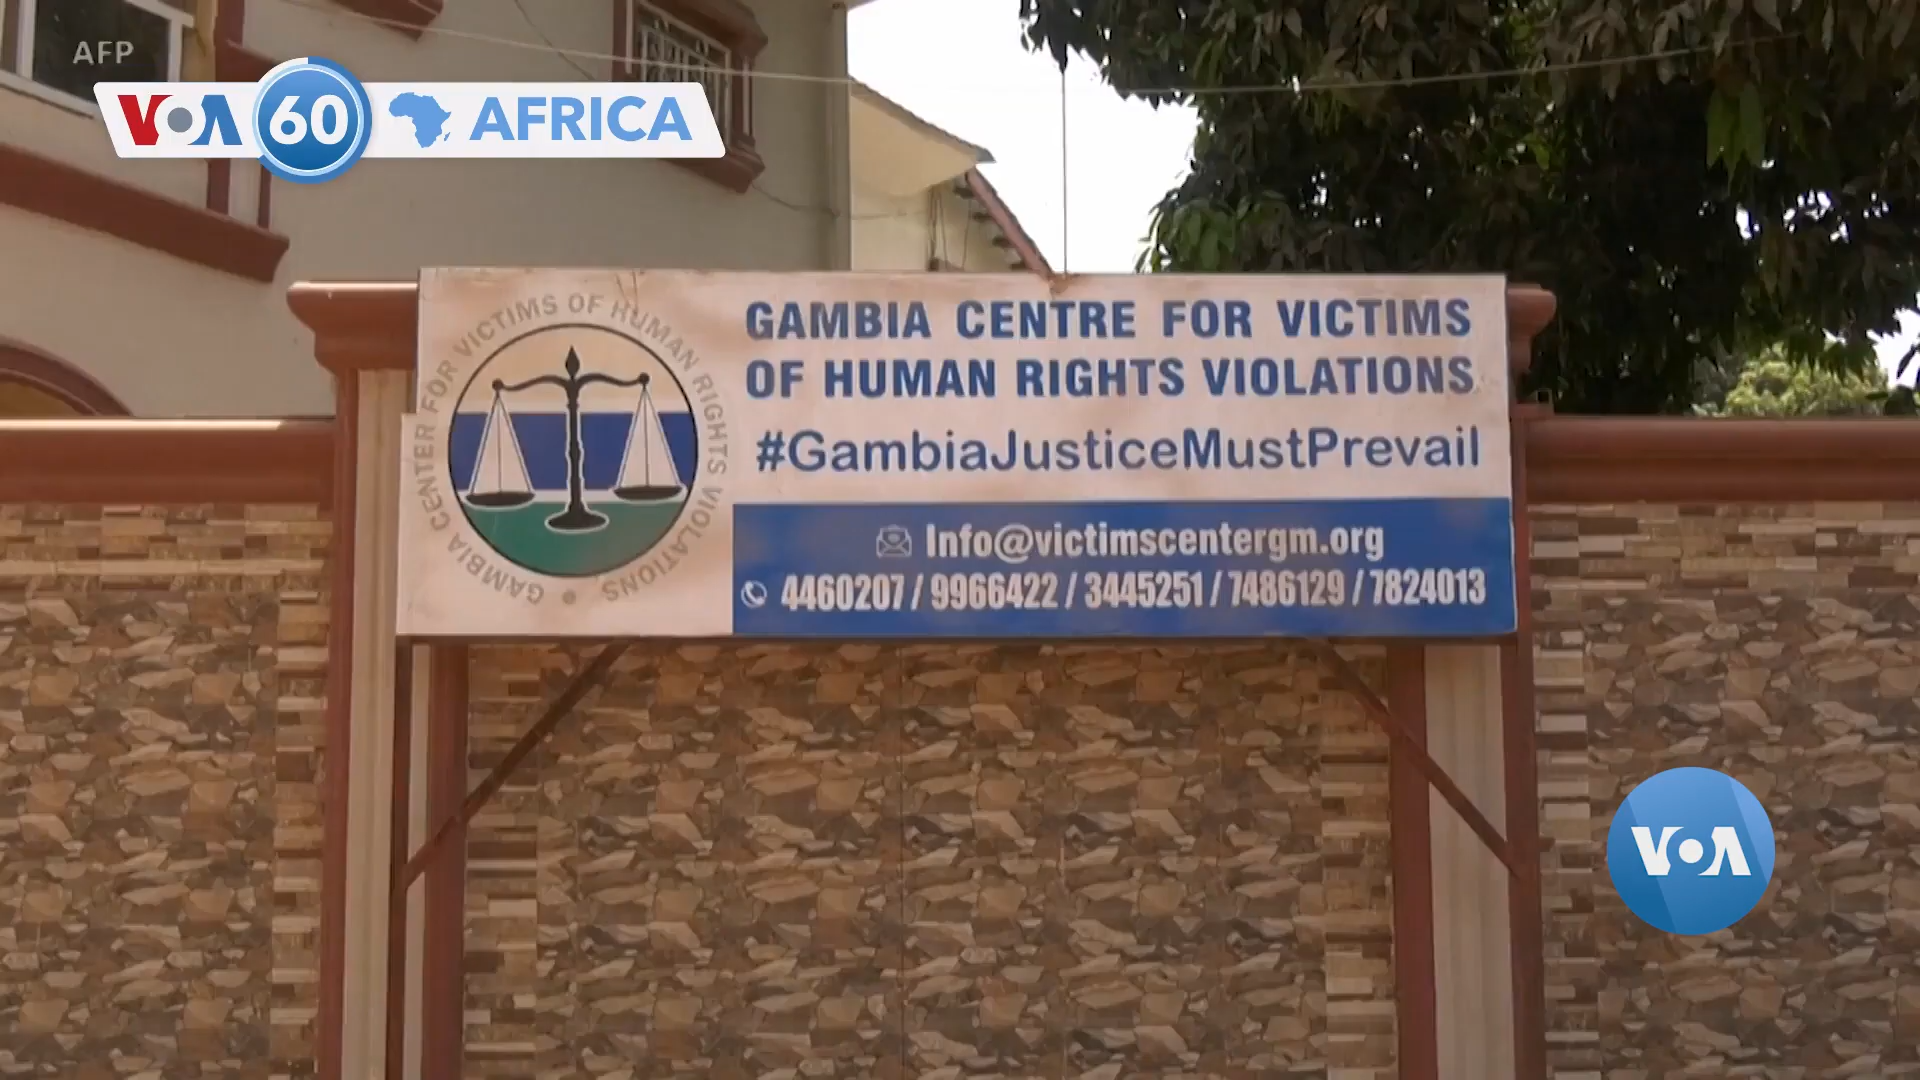 AFP
VOA 60 AFRICA
GAMBIA CENTER FOR VICTIMS OF HUMAN RIGHTS VIOLATIONS
GAMBIA CENTRE FOR VICTIMS
OF HUMAN RIGHTS VIOLATIONS
#GambiaJusticeMustPrevail
Info@victimscentergm.org
4460207 / 9966422 / 3445251 / 7486129 / 7824013
VOA